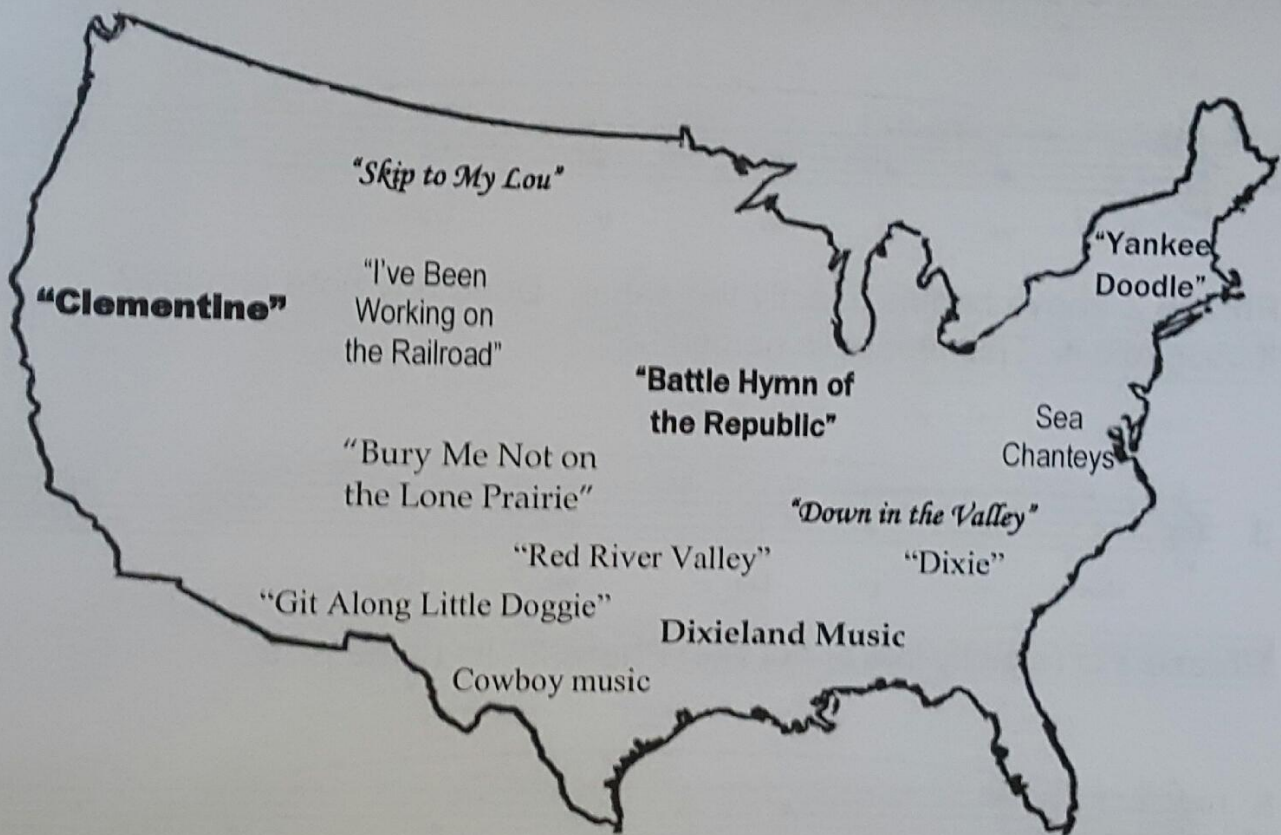 “Skip to My Lou”
“I've Been
Working on
the Railroad”
“Clementine”
“Yankee
Doodle”
“Battle Hymn of
the Republic”
Sea
Chanteys
“Bury Me Not on
the Lone Prairie”
“Down in the Valley”
“Red River Valley”
“Dixie”
“Git Along Little Doggie”
Dixieland Music
Cowboy music